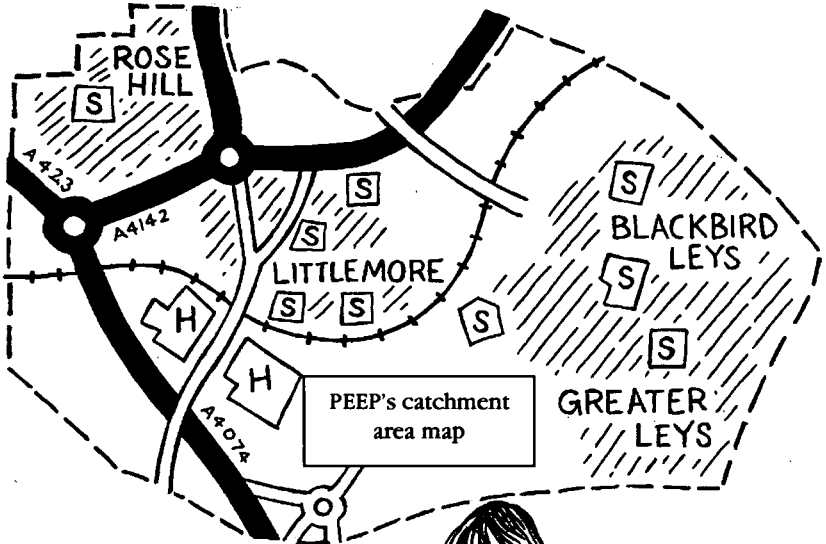 ROSE
HILL
S
A423
A4142
S
S
LITTLEMORE
S
S
S
H
H
A4074
S
BLACKBIRD
LEYS
S
S
GREATER
LEYS
PEEP's catchment
area map